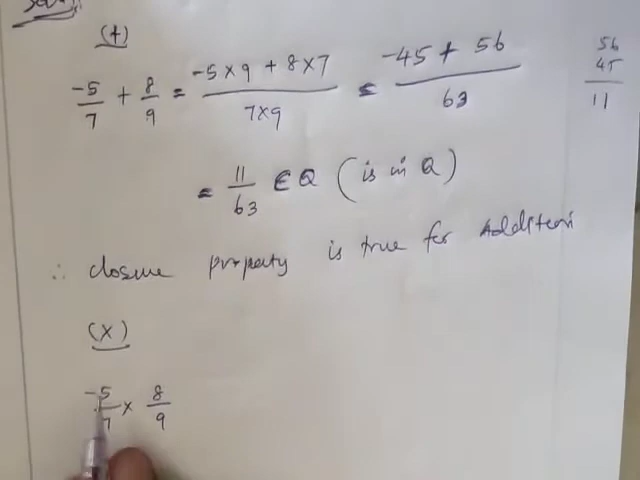 (+)
-5/7 + 8/9 = (-5×9 + 8×7)/(7×9) = (-45 + 56)/63
56
45
11
= 11/63 ∈ Q (is in Q)
∴ closure property is true for Addition
(×)
-5/7 × 8/9